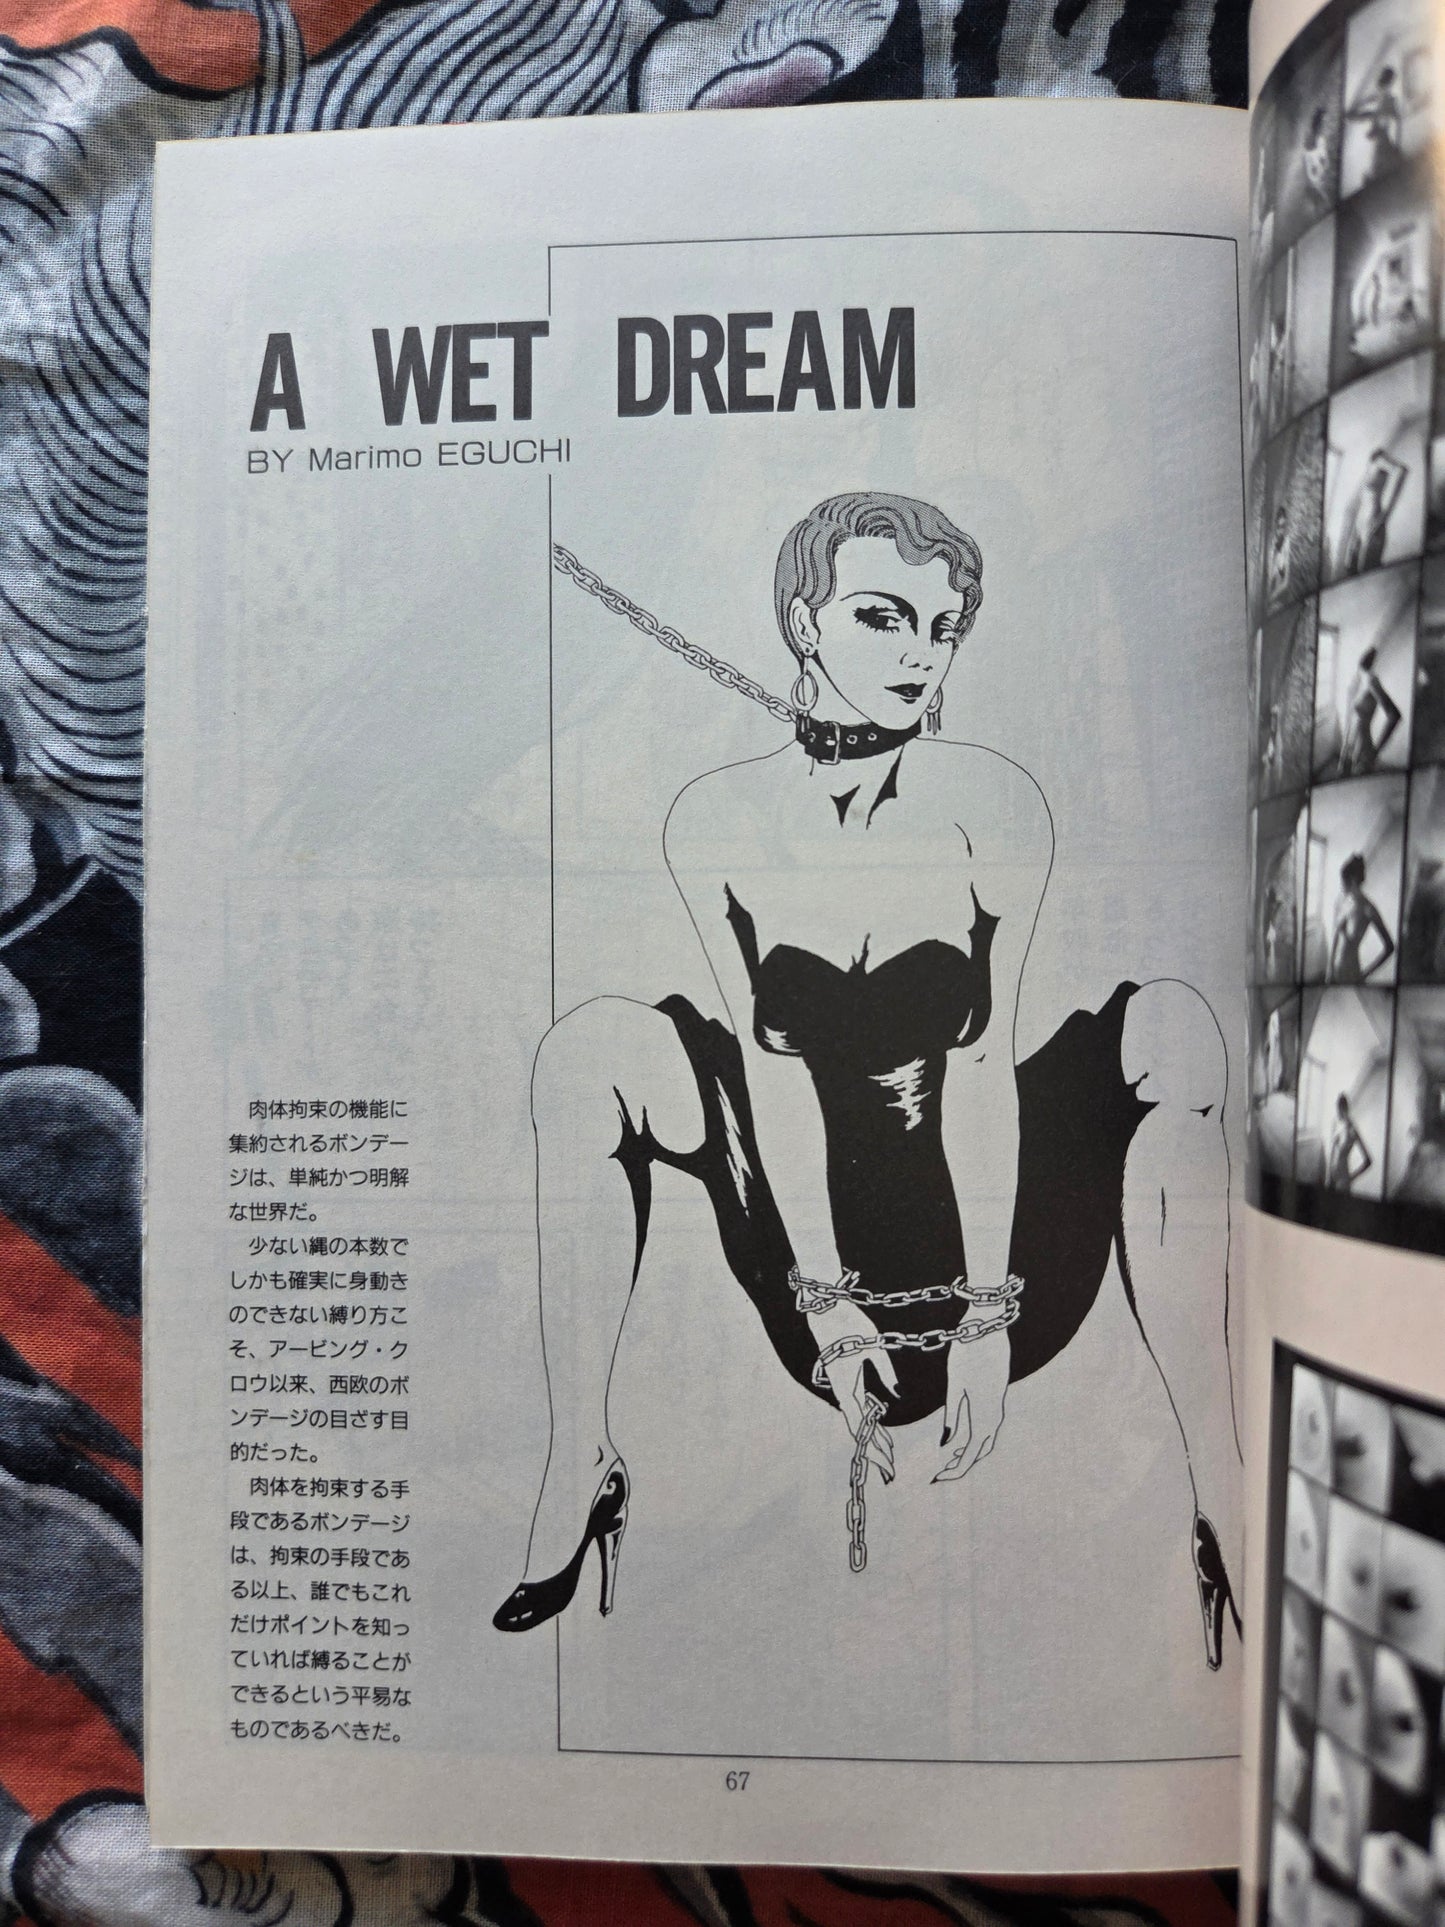 A WET DREAM
BY Marimo EGUCHI
肉体拘束の機能に
集約されるボンデー
ジは、単純かつ明解
な世界だ。
少ない縄の本数で
しかも確実に身動き
のできない縛り方こ
そ、アービング・ク
ロウ以来、西欧のボ
ンデージの目ざす目
的だった。
肉体を拘束する手
段であるボンデージ
は、拘束の手段であ
る以上、誰でもこれ
だけポイントを知っ
ていれば縛ることが
できるという平易な
ものであるべきだ。
67